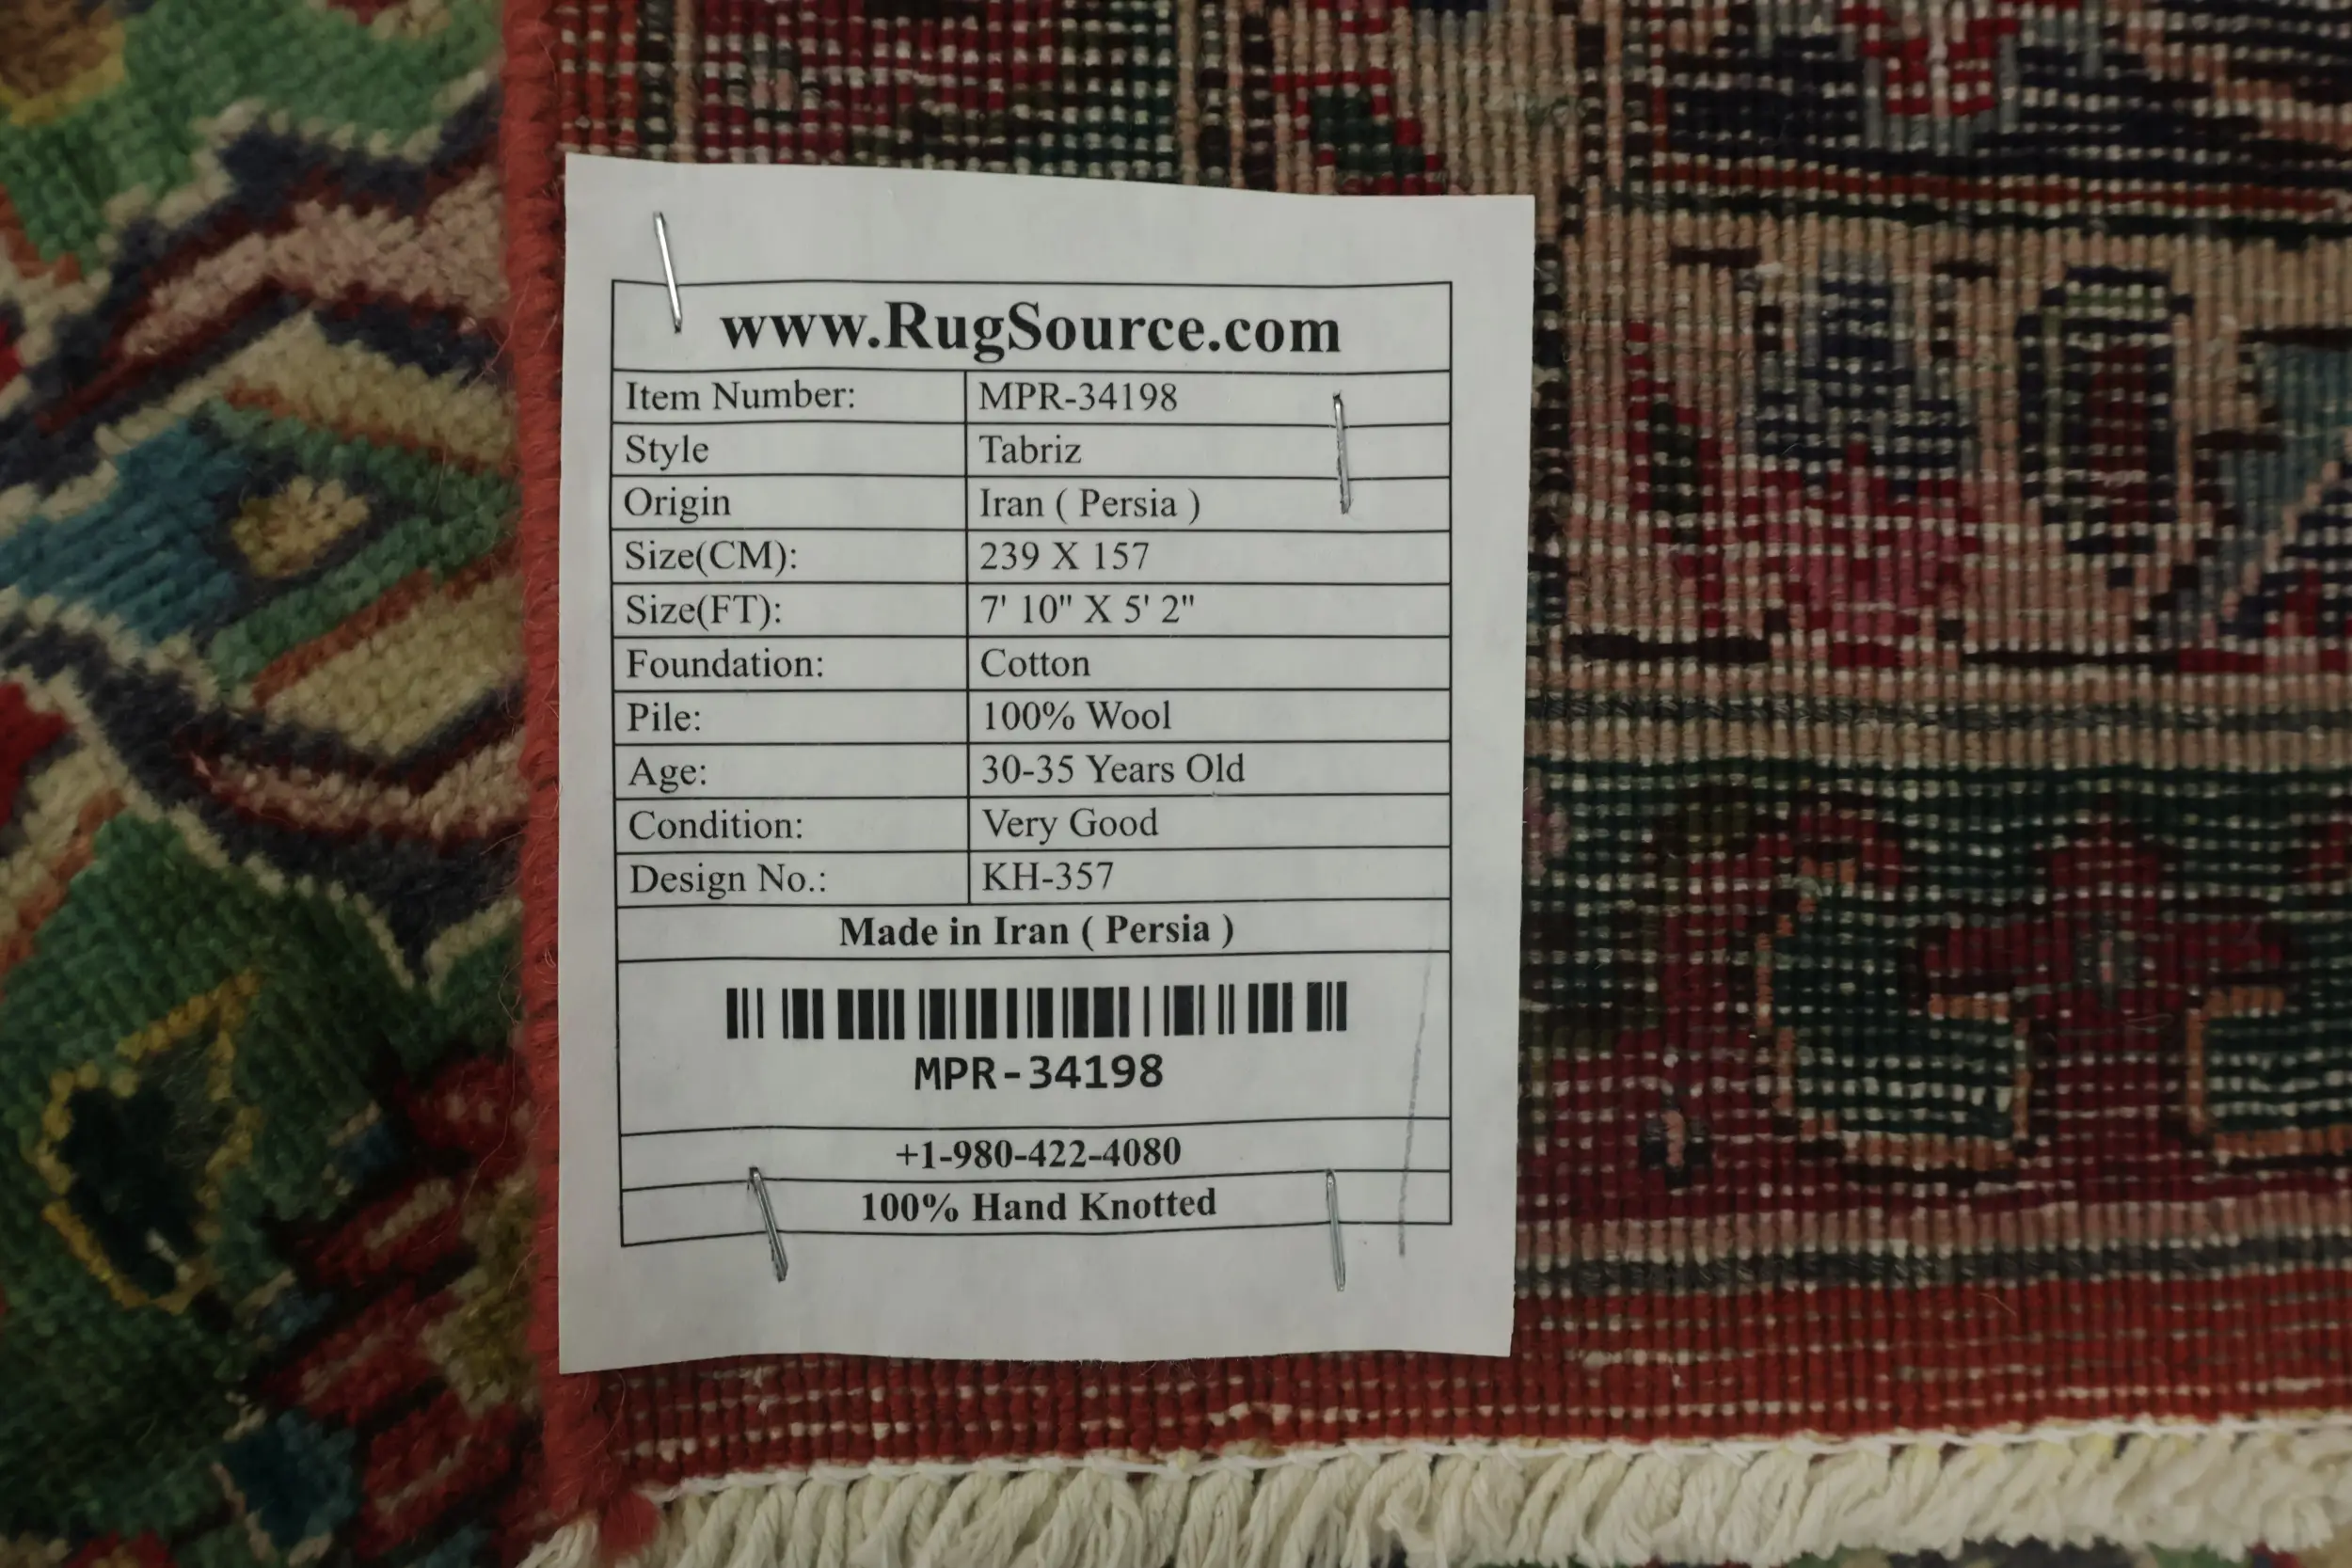 www.RugSource.com
Item Number: MPR-34198
Style Tabriz
Origin Iran ( Persia )
Size(CM): 239 X 157
Size(FT): 7' 10" X 5' 2"
Foundation: Cotton
Pile: 100% Wool
Age: 30-35 Years Old
Condition: Very Good
Design No.: KH-357
Made in Iran ( Persia )
MPR-34198
+1-980-422-4080
100% Hand Knotted